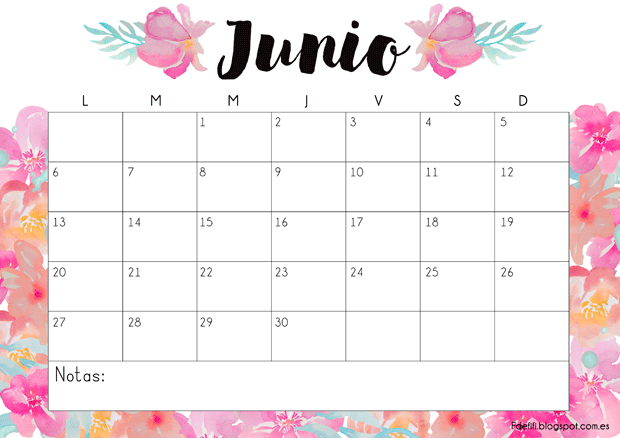 Junio
L M M J V S D
1 2 3 4 5
6 7 8 9 10 11 12
13 14 15 16 17 18 19
20 21 22 23 24 25 26
27 28 29 30
Notas:
Fdefifi.blogspot.com.es